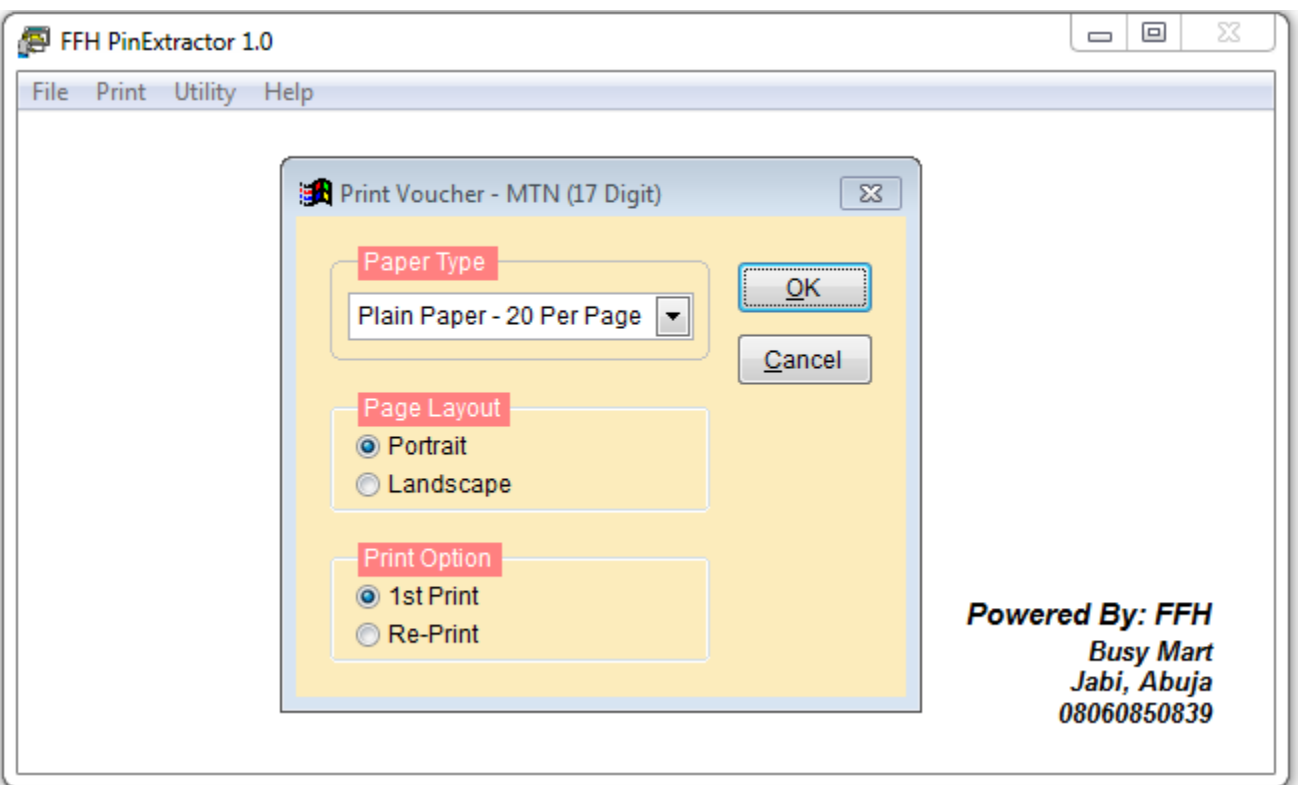 FFH PinExtractor 1.0
File Print Utility Help
Print Voucher - MTN (17 Digit)
Paper Type
Plain Paper - 20 Per Page
OK
Cancel
Page Layout
Portrait
Landscape
Print Option
1st Print
Re-Print
Powered By: FFH
Busy Mart
Jabi, Abuja
08060850839